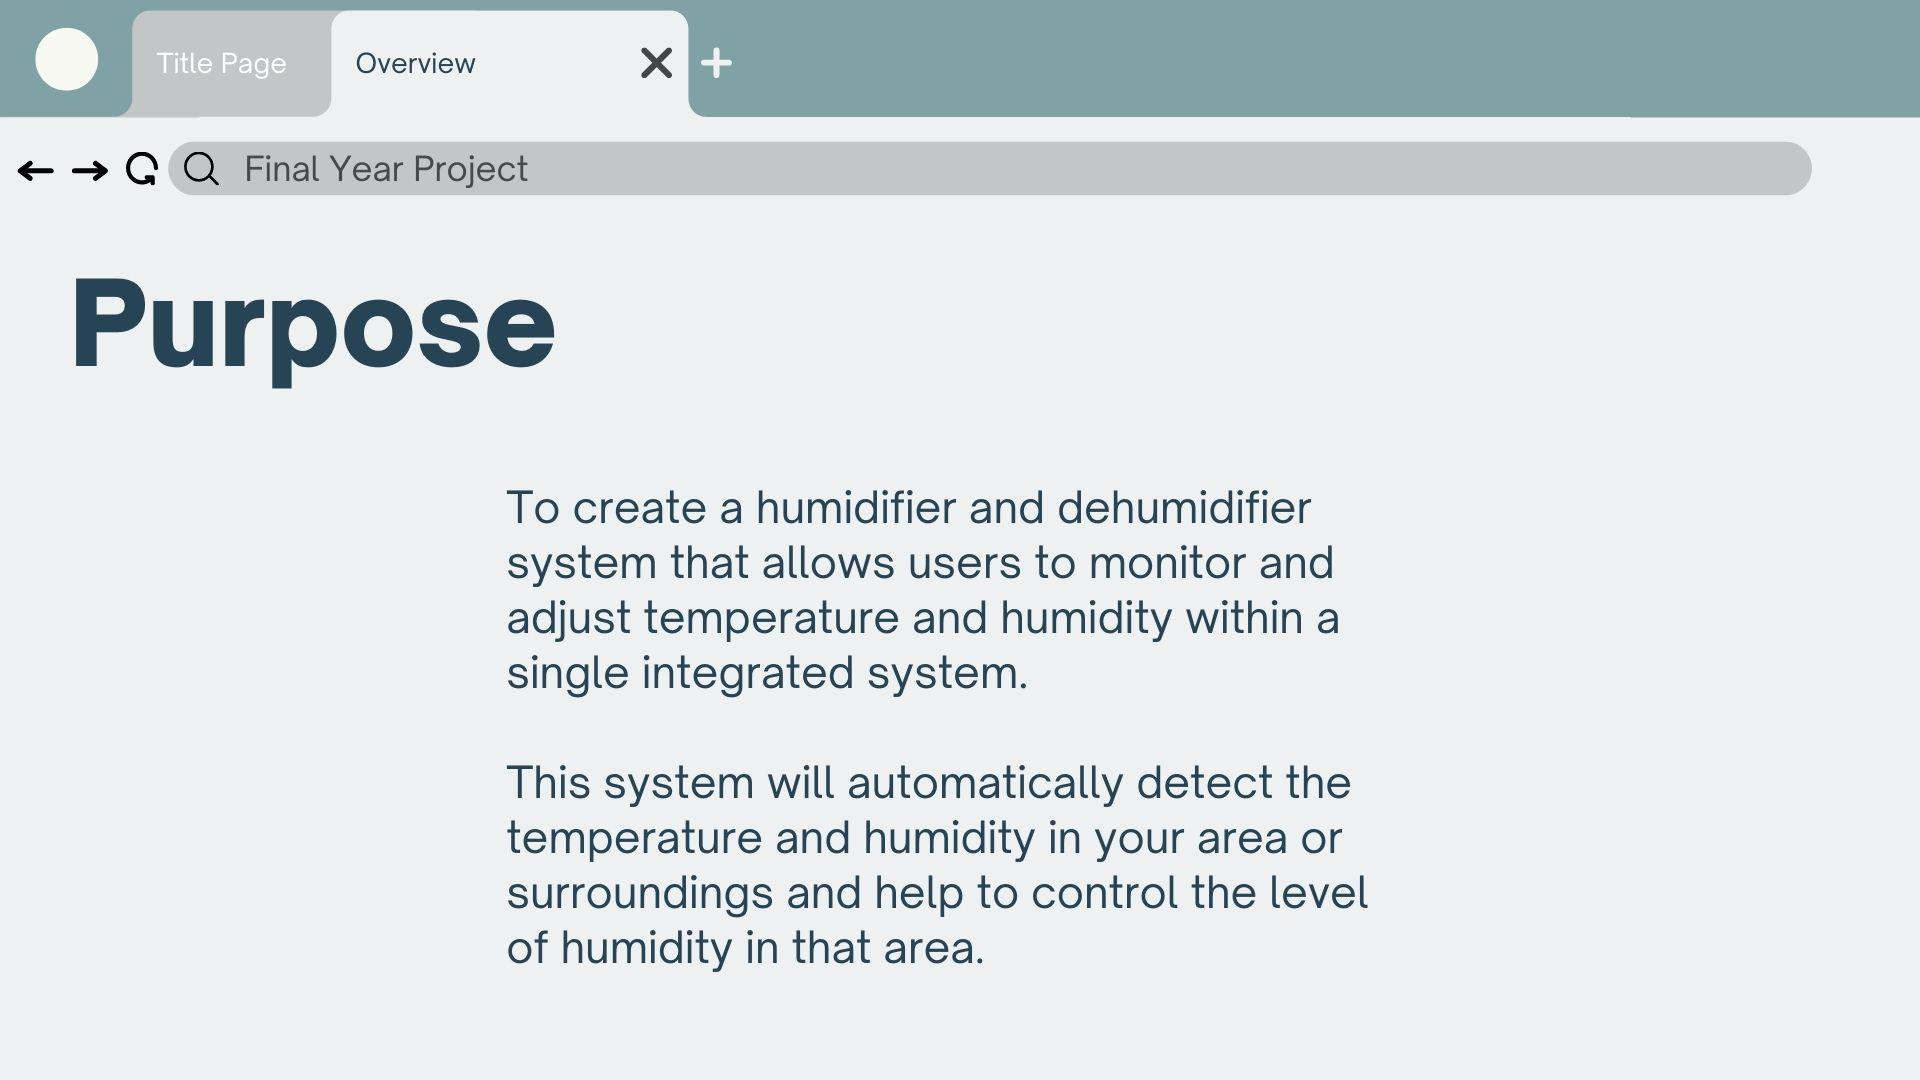 Title Page
Overview
Final Year Project
Purpose
To create a humidifier and dehumidifier
system that allows users to monitor and
adjust temperature and humidity within a
single integrated system.
This system will automatically detect the
temperature and humidity in your area or
surroundings and help to control the level
of humidity in that area.